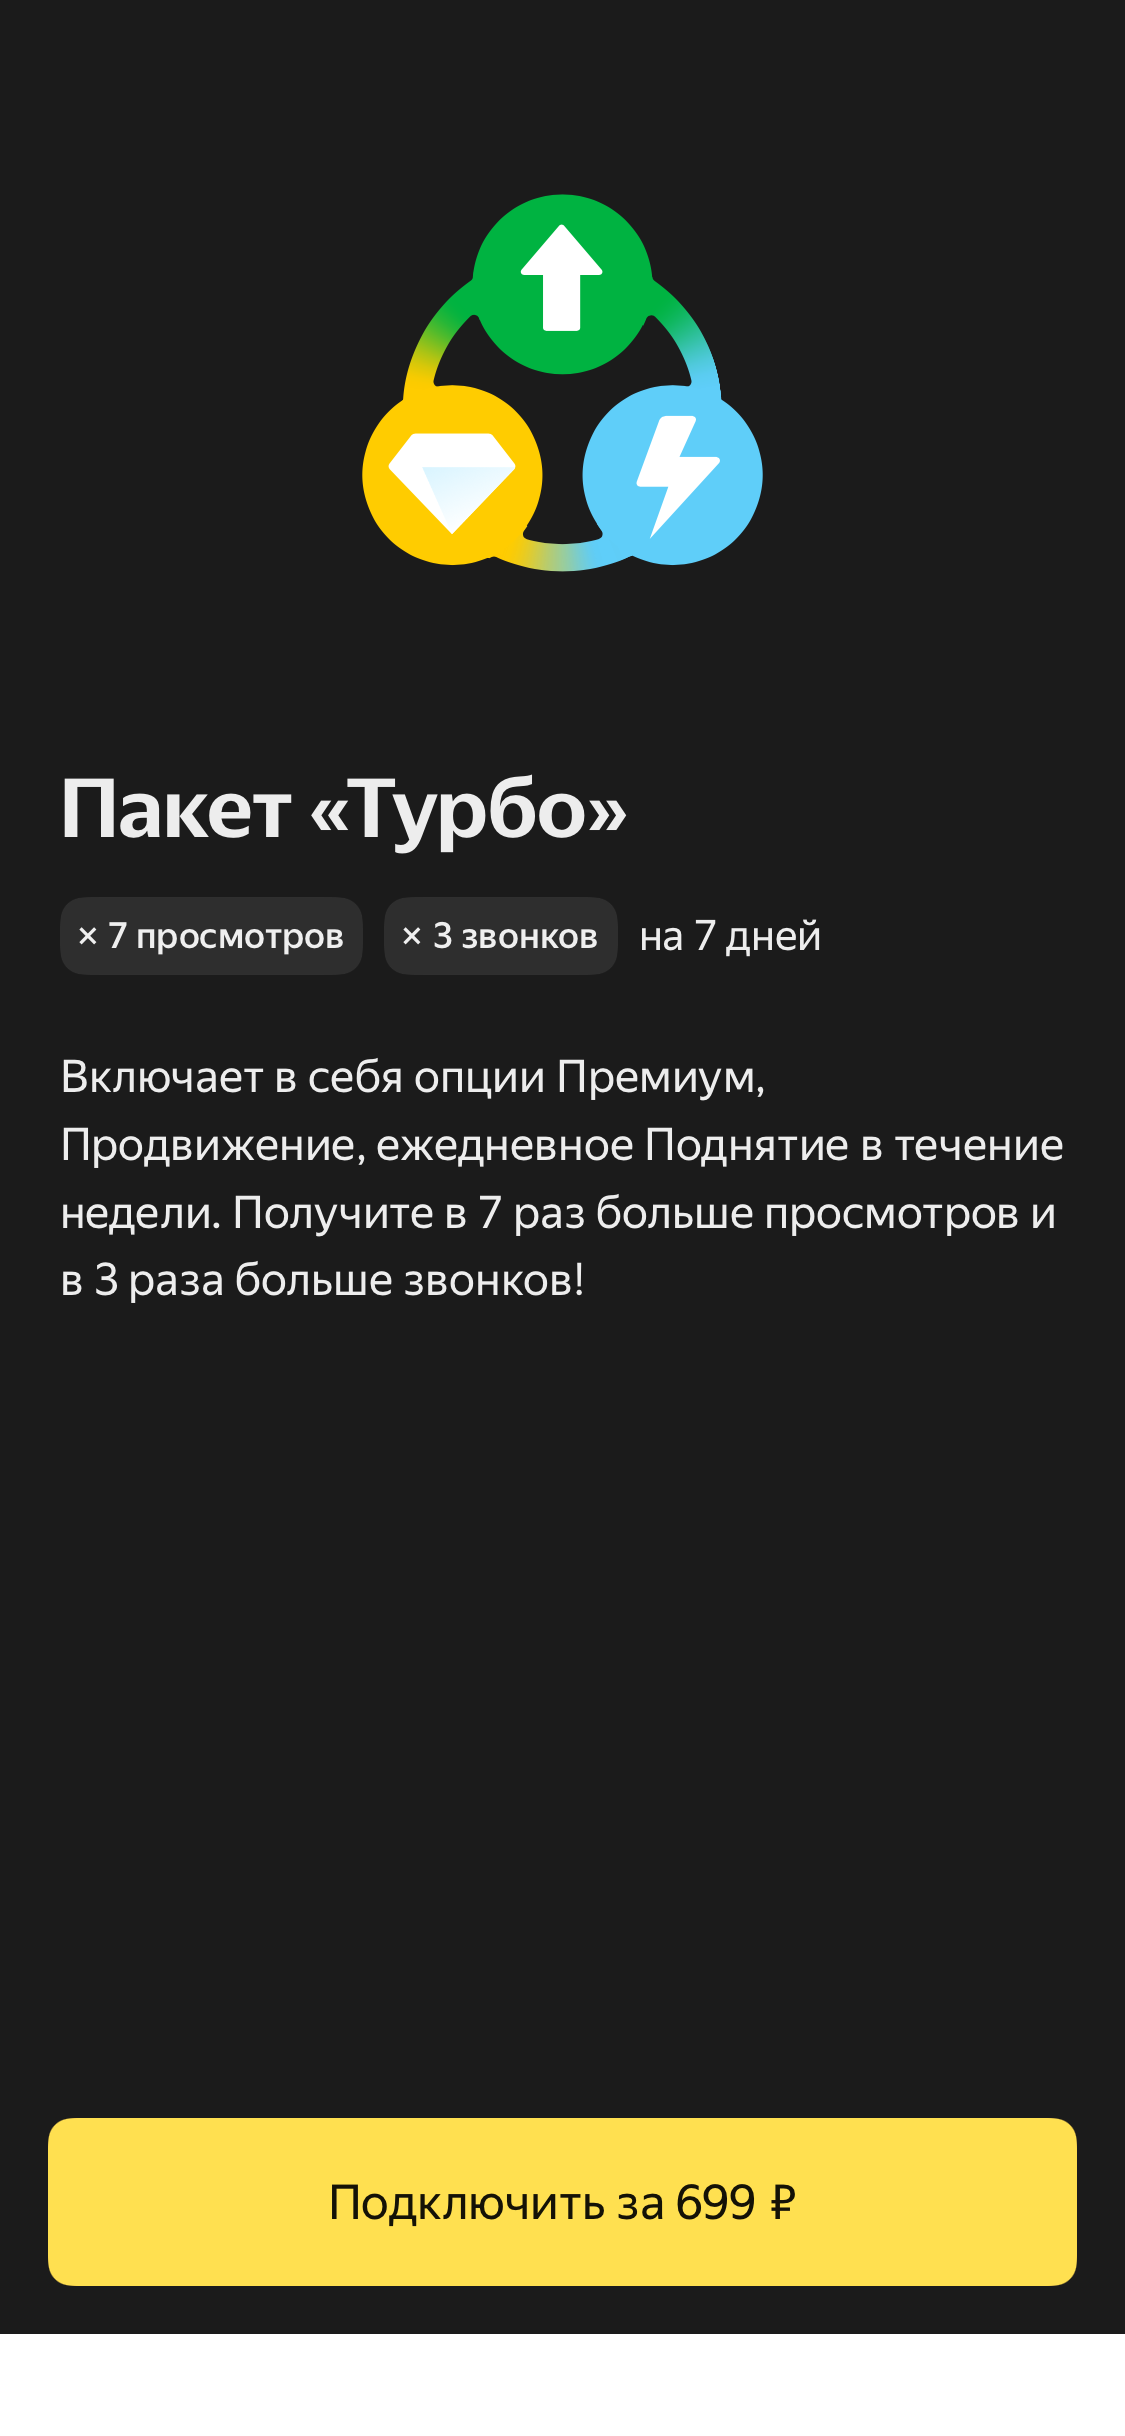 Пакет «Турбо»
× 7 просмотров × 3 звонков на 7 дней
Включает в себя опции Премиум,
Продвижение, ежедневное Поднятие в течение
недели. Получите в 7 раз больше просмотров и
в 3 раза больше звонков!
Подключить за 699 ₽